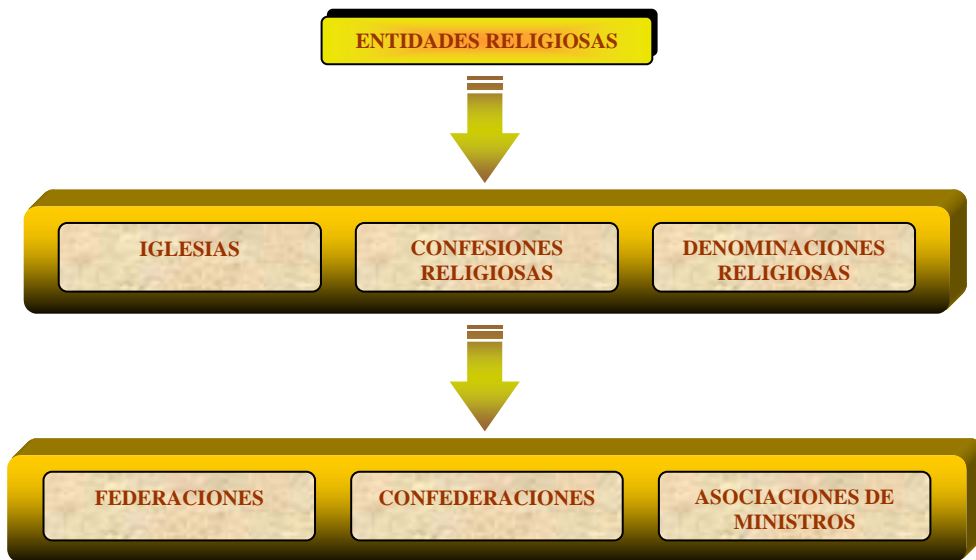 ENTIDADES RELIGIOSAS
IGLESIAS
CONFESIONES
RELIGIOSAS
DENOMINACIONES
RELIGIOSAS
FEDERACIONES
CONFEDERACIONES
ASOCIACIONES DE
MINISTROS